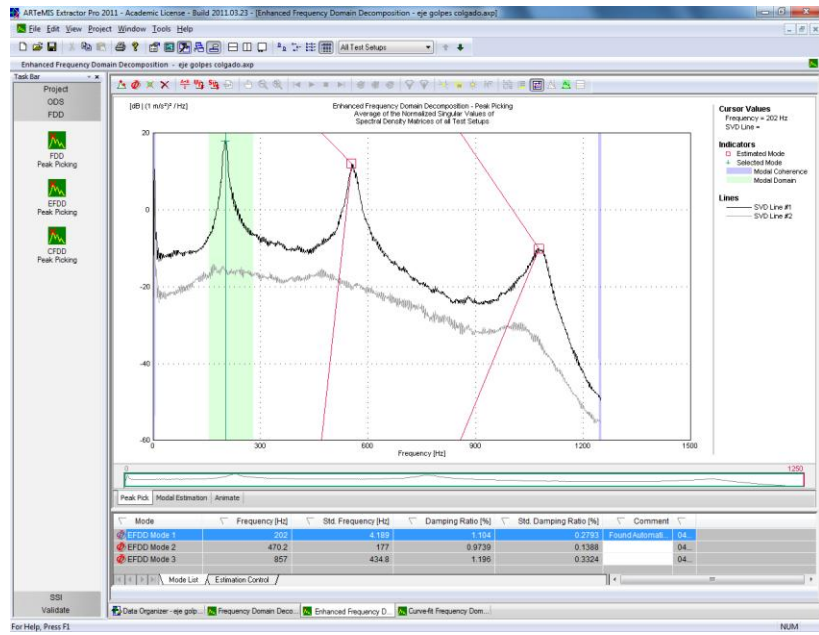 ARTeMIS Extractor Pro 2011 - Academic License - Build 2011.03.23 - [Enhanced Frequency Domain Decomposition - eje golpes colgado.axp]
File Edit View Project Window Tools Help
All Test Setups
Enhanced Frequency Domain Decomposition - eje golpes colgado.axp
Task Bar
Project
ODS
FDD
FDD
Peak Picking
EFDD
Peak Picking
CFDD
Peak Picking
SSI
Validate
[dB] | (1 m/s²)² / Hz]
Enhanced Frequency Domain Decomposition - Peak Picking
Average of the Normalized Singular Values of
Spectral Density Matrices of all Test Setups
20
0
-20
-40
-60
0 300 600 900 1200 1500
Frequency [Hz]
Cursor Values
Frequency = 202 Hz
SVD Line =
Indicators
Estimated Mode
Selected Mode
Modal Coherence
Modal Domain
Lines
SVD Line #1
SVD Line #2
0 1250
Peak Pick Modal Estimation Animate
Mode Frequency [Hz] Std. Frequency [Hz] Damping Ratio [%] Std. Damping Ratio [%] Comment
EFDD Mode 1 202 4.189 1.104 0.2793 Found Automati... 04...
EFDD Mode 2 470.2 177 0.9739 0.1388 04...
EFDD Mode 3 857 434.8 1.196 0.3324 04...
Mode List Estimation Control
Data Organizer - eje golp... Frequency Domain Deco... Enhanced Frequency D... Curve-fit Frequency Dom...
For Help, Press F1 NUM